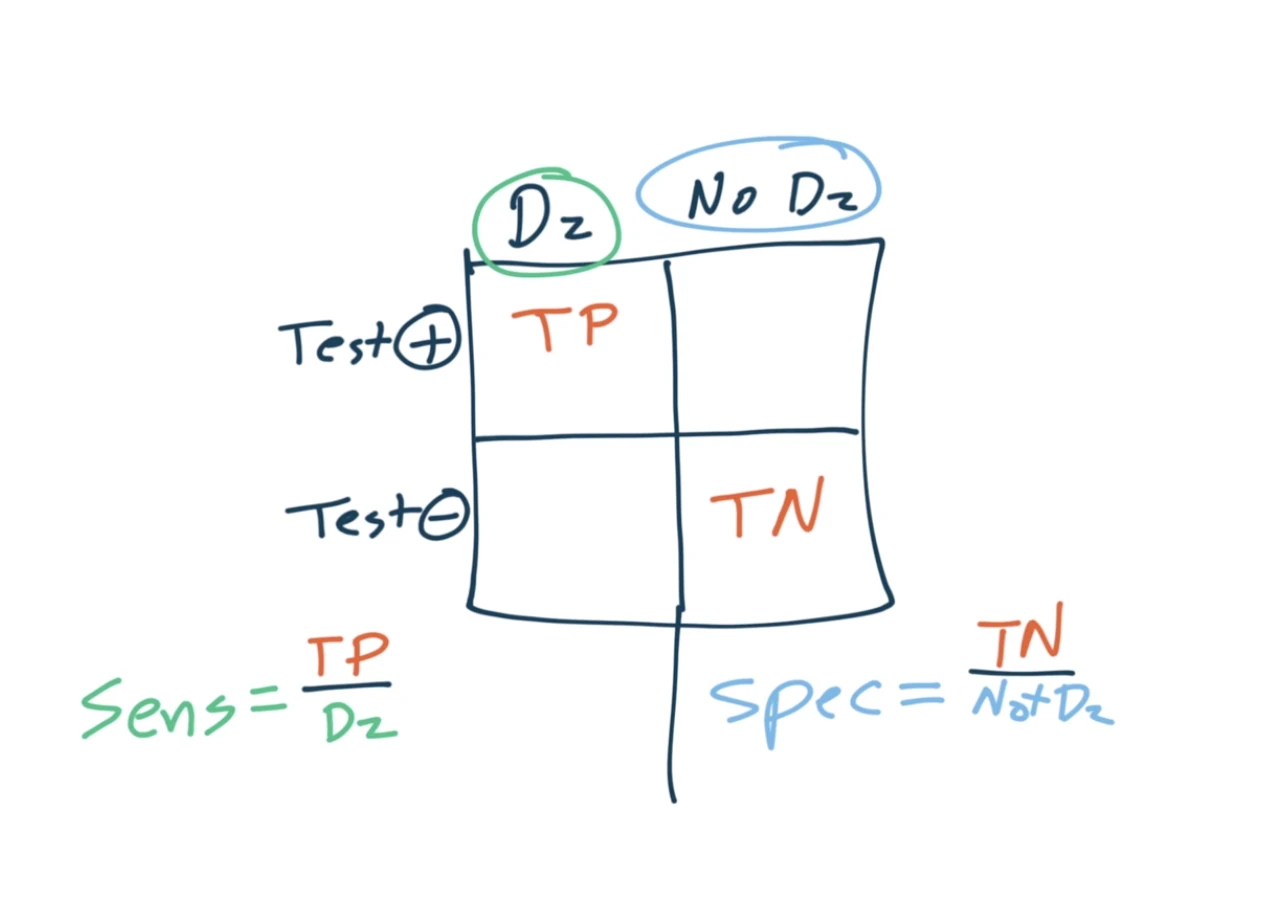 Dz No Dz
Test ⊕ TP
Test ⊖ TN
Sens = TP/Dz
Spec = TN/Not Dz